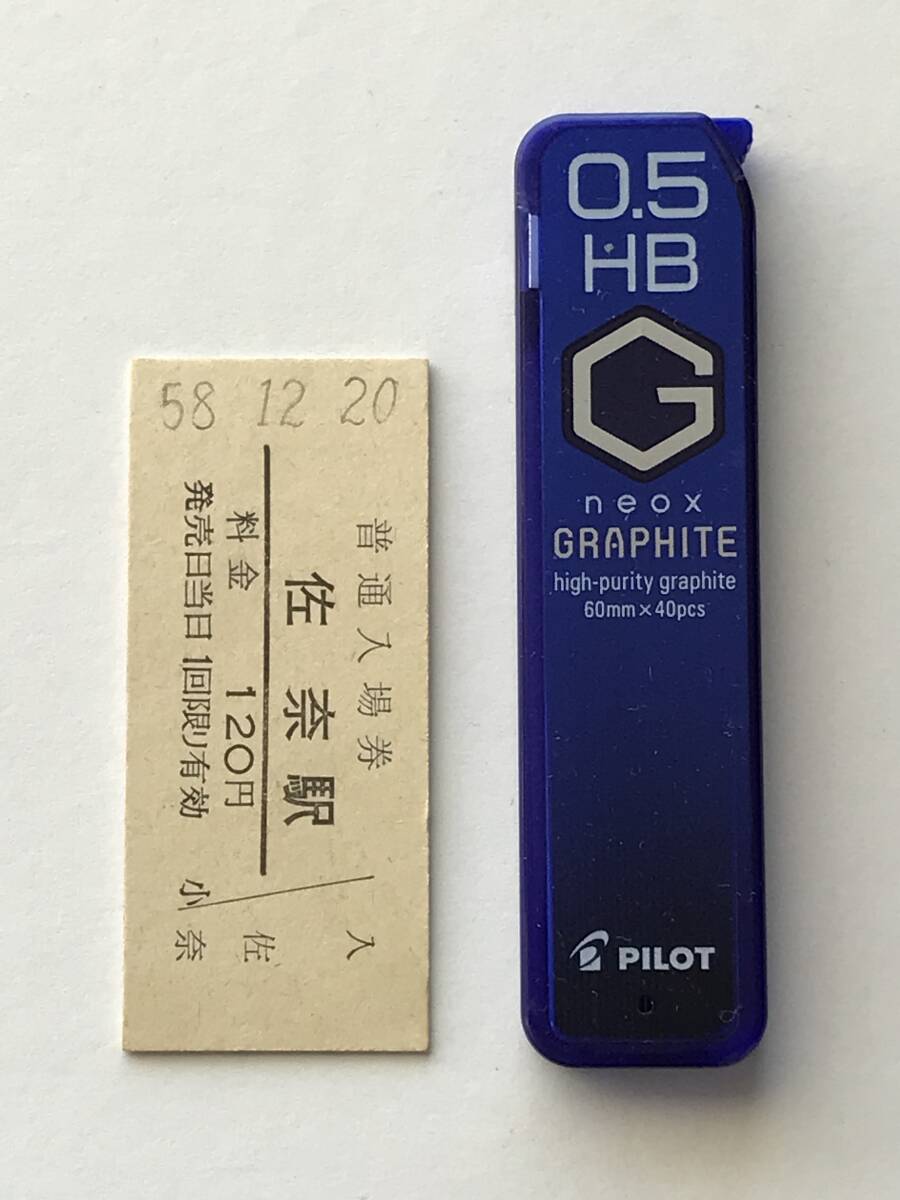 58 12 20
普通入場券
佐奈駅
料金 120円
発売日当日1回限り有効
入
佐
小
奈
0.5
HB
G
neox
GRAPHITE
high-purity graphite
60mm×40pcs
PILOT